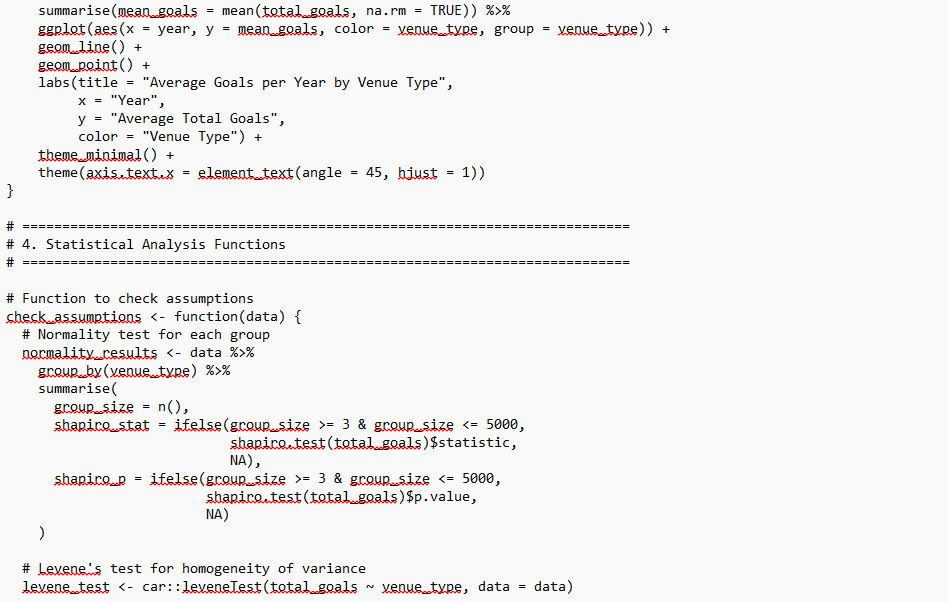 summarise(mean_goals = mean(total_goals, na.rm = TRUE)) %>%
ggplot(aes(x = year, y = mean_goals, color = venue_type, group = venue_type)) +
geom_line() +
geom_point() +
labs(title = "Average Goals per Year by Venue Type",
x = "Year",
y = "Average Total Goals",
color = "Venue Type") +
theme_minimal() +
theme(axis.text.x = element_text(angle = 45, hjust = 1))
}
# ============================================================================
# 4. Statistical Analysis Functions
# ============================================================================
# Function to check assumptions
check_assumptions <- function(data) {
# Normality test for each group
normality_results <- data %>%
group_by(venue_type) %>%
summarise(
group_size = n(),
shapiro_stat = ifelse(group_size >= 3 & group_size <= 5000,
shapiro.test(total_goals)$statistic,
NA),
shapiro_p = ifelse(group_size >= 3 & group_size <= 5000,
shapiro.test(total_goals)$p.value,
NA)
)
# Levene's test for homogeneity of variance
levene_test <- car::leveneTest(total_goals ~ venue_type, data = data)